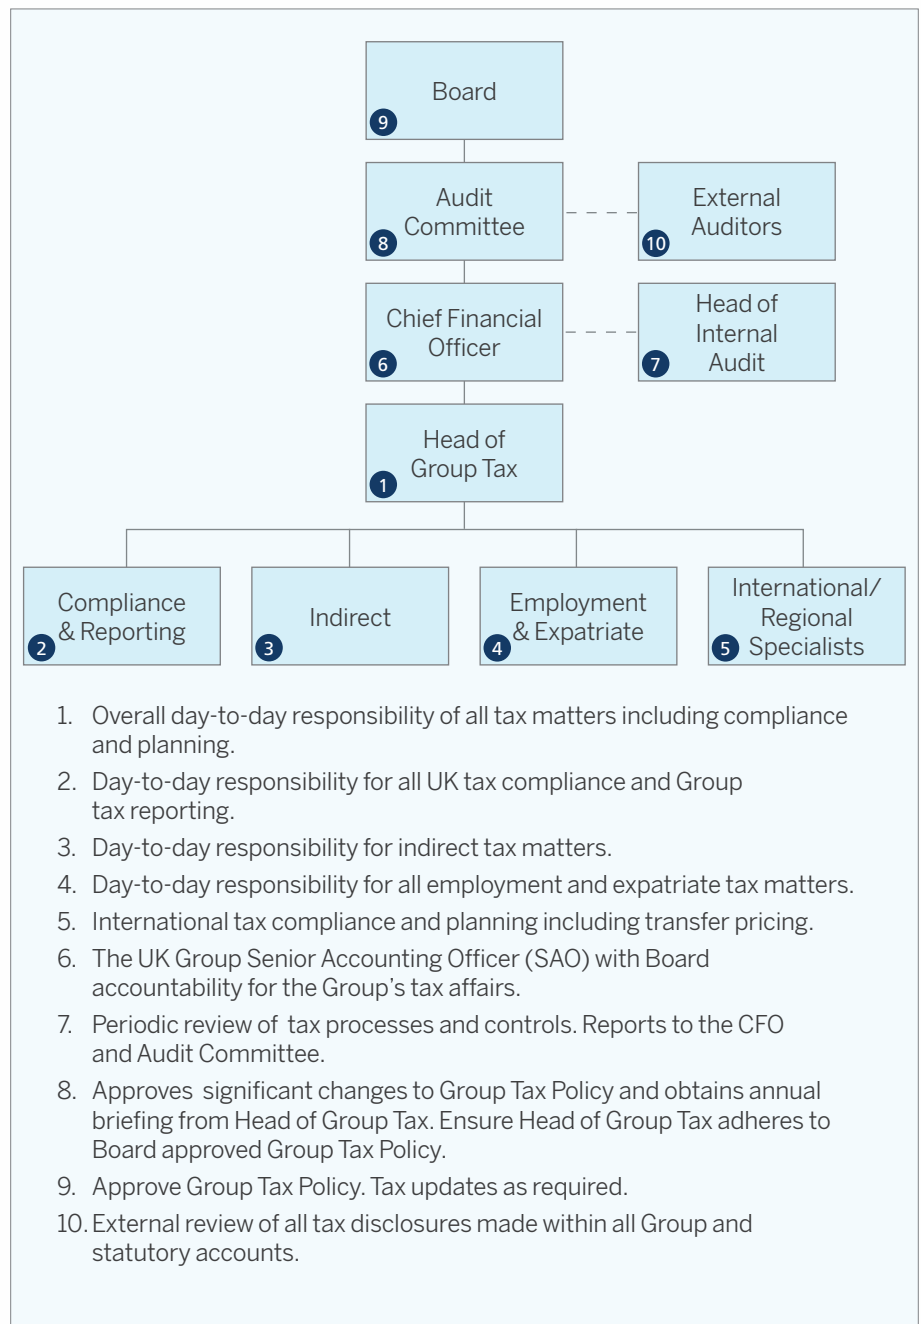 Board
9
Audit
Committee
8
External
Auditors
10
Chief Financial
Officer
6
Head of
Internal
Audit
7
Head of
Group Tax
1
Compliance
& Reporting
2
Indirect
3
Employment
& Expatriate
4
International/
Regional
Specialists
5
1. Overall day-to-day responsibility of all tax matters including compliance
and planning.
2. Day-to-day responsibility for all UK tax compliance and Group
tax reporting.
3. Day-to-day responsibility for indirect tax matters.
4. Day-to-day responsibility for all employment and expatriate tax matters.
5. International tax compliance and planning including transfer pricing.
6. The UK Group Senior Accounting Officer (SAO) with Board
accountability for the Group's tax affairs.
7. Periodic review of tax processes and controls. Reports to the CFO
and Audit Committee.
8. Approves significant changes to Group Tax Policy and obtains annual
briefing from Head of Group Tax. Ensure Head of Group Tax adheres to
Board approved Group Tax Policy.
9. Approve Group Tax Policy. Tax updates as required.
10. External review of all tax disclosures made within all Group and
statutory accounts.